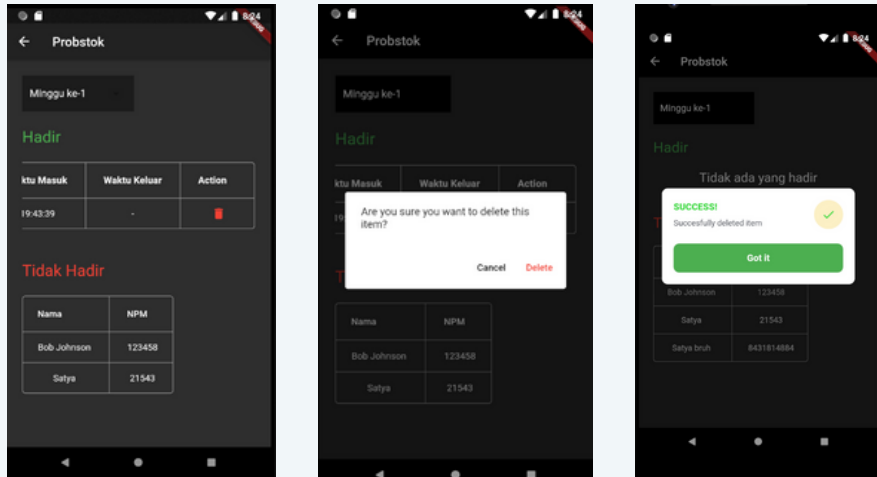 8:24
Probstok
Minggu ke-1
Hadir
ktu Masuk Waktu Keluar Action
19:43:39 -
Tidak Hadir
Nama NPM
Bob Johnson 123458
Satya 21543
8:24
Probstok
Minggu ke-1
Hadir
ktu Masuk Waktu Keluar Action
Are you sure you want to delete this
item?
Cancel Delete
Nama NPM
Bob Johnson 123458
Satya 21543
8:24
Probstok
Minggu ke-1
Hadir
Tidak ada yang hadir
SUCCESS!
Succesfully deleted item
Got it
Bob Johnson 123458
Satya 21543
Satya bruh 8431814884